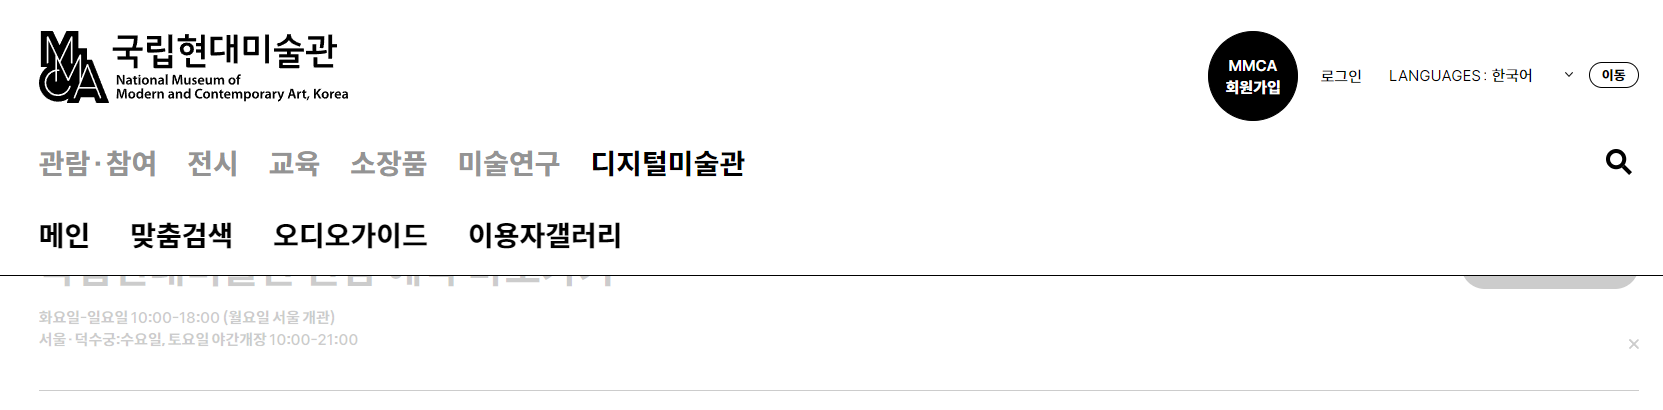 MMCA 국립현대미술관
National Museum of
Modern and Contemporary Art, Korea
MMCA
회원가입
로그인
LANGUAGES : 한국어
이동
관람·참여 전시 교육 소장품 미술연구 디지털미술관
메인 맞춤검색 오디오가이드 이용자갤러리
화요일-일요일 10:00-18:00 (월요일 서울 개관)
서울·덕수궁:수요일, 토요일 야간개장 10:00-21:00